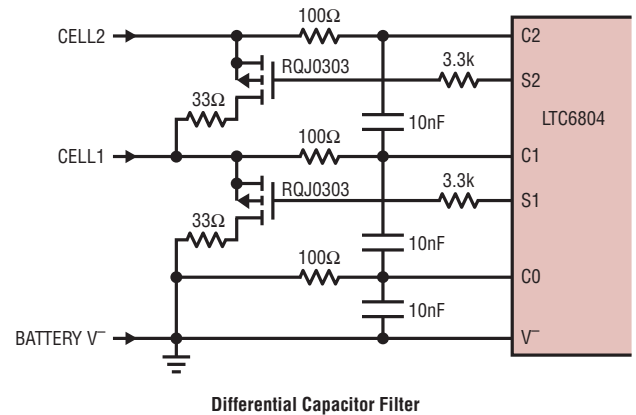 100Ω
CELL2
C2
RQJ0303
3.3k
S2
33Ω
LTC6804
10nF
100Ω
CELL1
C1
RQJ0303
3.3k
S1
33Ω
10nF
100Ω
C0
10nF
BATTERY V–
V–
Differential Capacitor Filter